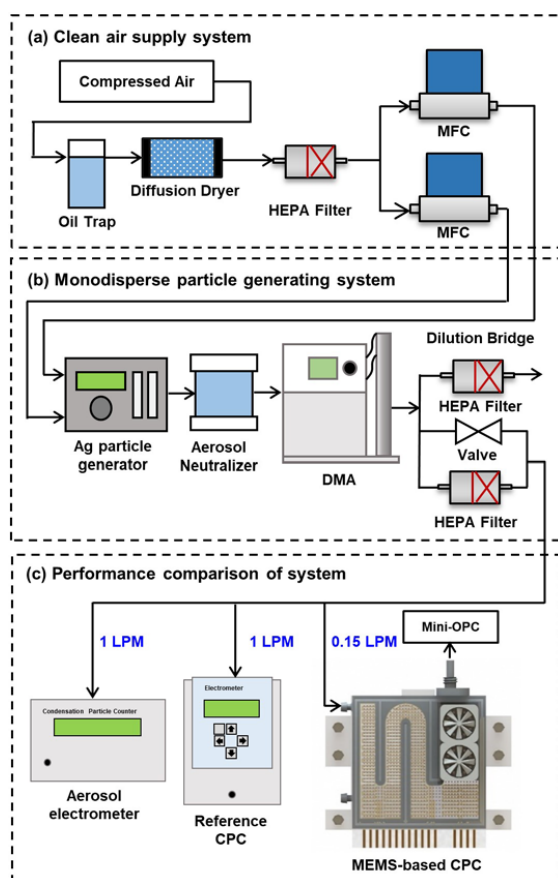 (a) Clean air supply system
Compressed Air
Oil Trap
Diffusion Dryer
HEPA Filter
MFC
MFC
(b) Monodisperse particle generating system
Dilution Bridge
HEPA Filter
Valve
HEPA Filter
Ag particle
generator
Aerosol
Neutralizer
DMA
(c) Performance comparison of system
1 LPM
1 LPM
0.15 LPM
Mini-OPC
Condensation Particle Counter
Electrometer
Aerosol
electrometer
Reference
CPC
MEMS-based CPC